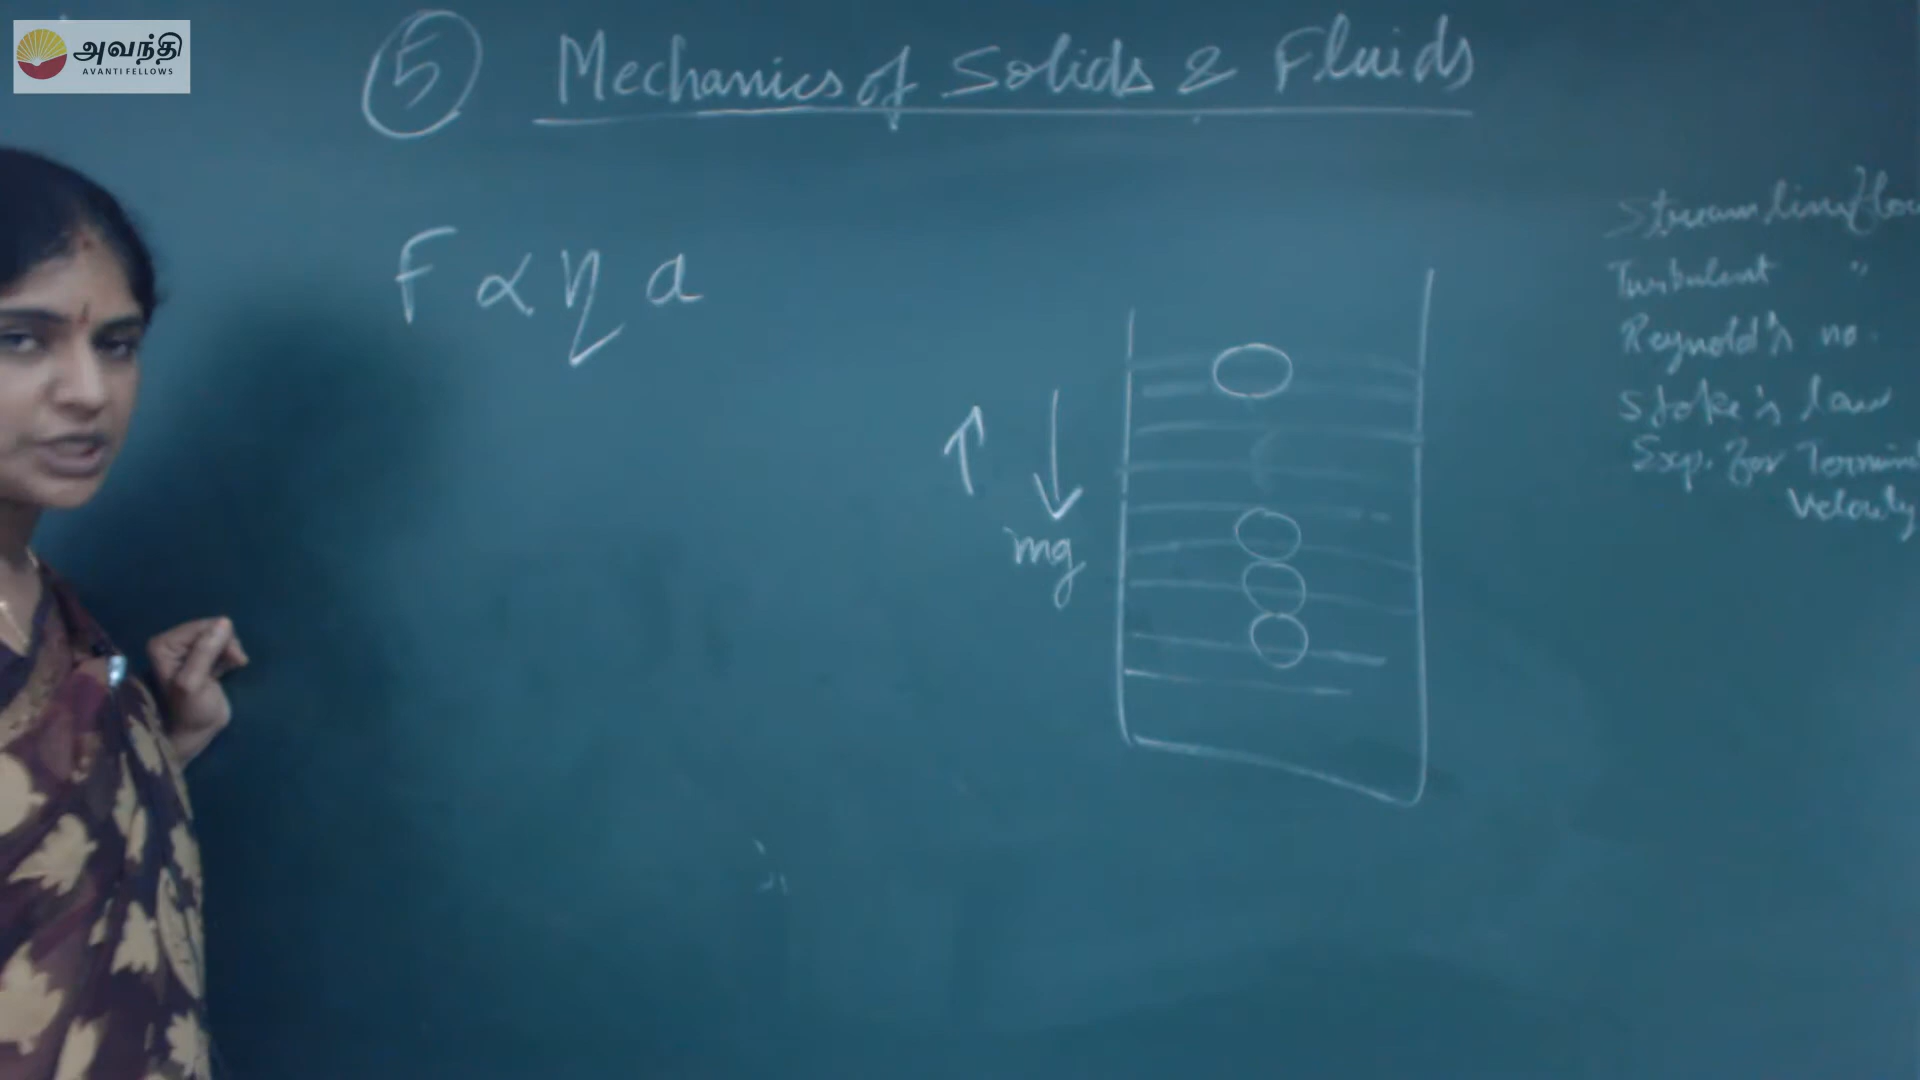 அவந்தி
AVANTI FELLOWS
5 Mechanics of Solids & Fluids
F ∝ η a
mg
Streamline flow
Turbulent "
Reynold's no.
Stoke's law
Exp. for Termin
Velocity